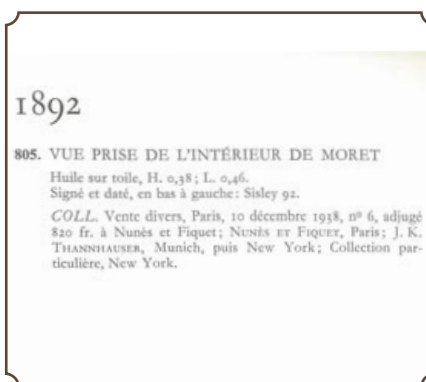 1892
805. VUE PRISE DE L'INTÉRIEUR DE MORET
Huile sur toile, H. 0,38; L. 0,46.
Signé et daté, en bas à gauche: Sisley 92.
COLL. Vente divers, Paris, 10 décembre 1938, nº 6, adjugé
820 fr. à Nunès et Fiquet; NUNÈS ET FIQUET, Paris; J. K.
THANNHAUSER, Munich, puis New York; Collection par-
ticulière, New York.